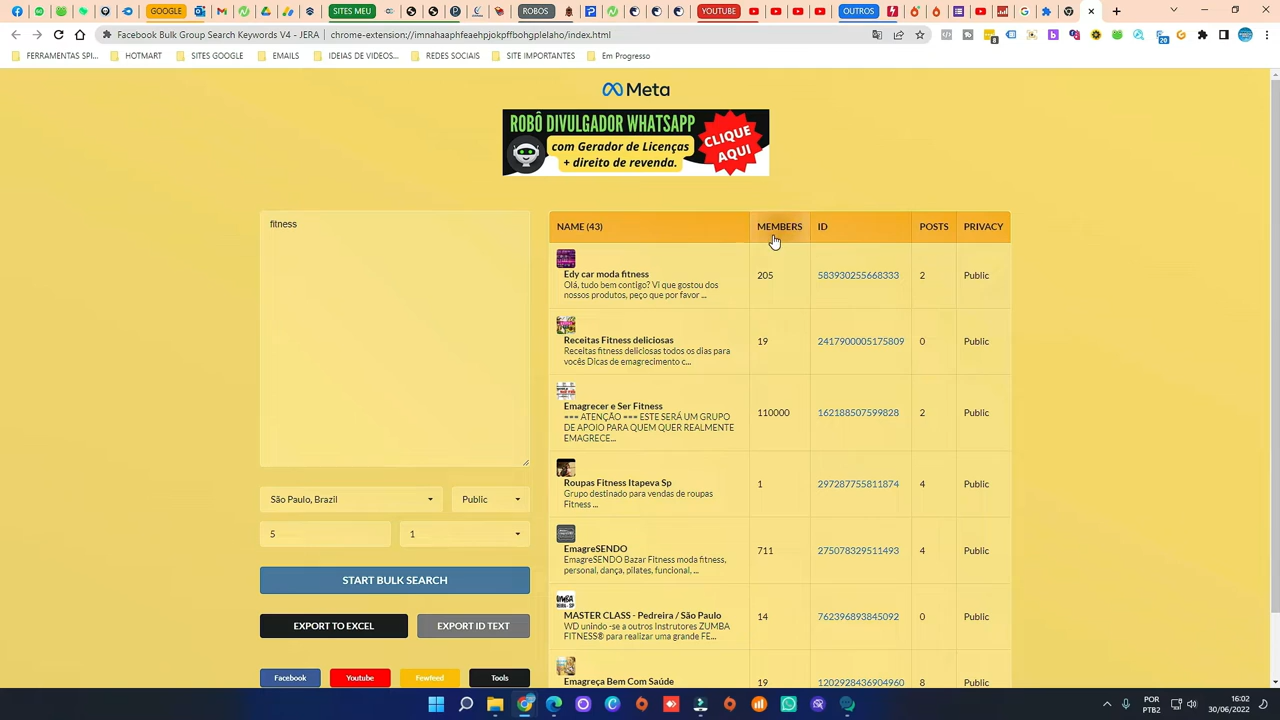 GOOGLE
SITES MEU
ROBOS
YOUTUBE
OUTROS
Facebook Bulk Group Search Keywords V4 - JERA | chrome-extension://imnahaaphfeaehpjokpffbohgplelaho/index.html
FERRAMENTAS SPI...
HOTMART
SITES GOOGLE
EMAILS
IDEIAS DE VIDEOS...
REDES SOCIAIS
SITE IMPORTANTES
Em Progresso
Meta
ROBÔ DIVULGADOR WHATSAPP
com Gerador de Licenças
+ direito de revenda.
CLIQUE
AQUI
fitness
São Paulo, Brazil
Public
5
1
START BULK SEARCH
EXPORT TO EXCEL
EXPORT ID TEXT
Facebook
Youtube
Fewfeed
Tools
NAME (43)
MEMBERS
ID
POSTS
PRIVACY
Edy car moda fitness
Olá, tudo bem contigo? Vi que gostou dos
nossos produtos, peço que por favor ...
205
583930255668333
2
Public
Receitas Fitness deliciosas
Receitas fitness deliciosas todos os dias para
vocês Dicas de emagrecimento c...
19
2417900005175809
0
Public
Emagrecer e Ser Fitness
=== ATENÇÃO === ESTE SERÁ UM GRUPO
DE APOIO PARA QUEM QUER REALMENTE
EMAGRECE...
110000
162188507599828
2
Public
Roupas Fitness Itapeva Sp
Grupo destinado para vendas de roupas
Fitness ...
1
297287755811874
4
Public
EmagreSENDO
EmagreSENDO Bazar Fitness moda fitness,
personal, dança, pilates, funcional, ...
711
275078329511493
4
Public
MASTER CLASS - Pedreira / São Paulo
WD unindo -se a outros Instrutores ZUMBA
FITNESS® para realizar uma grande FE...
14
762396893845092
0
Public
Emagreça Bem Com Saúde
19
1202928436904960
8
Public
POR
PTB2
16:02
30/06/2022